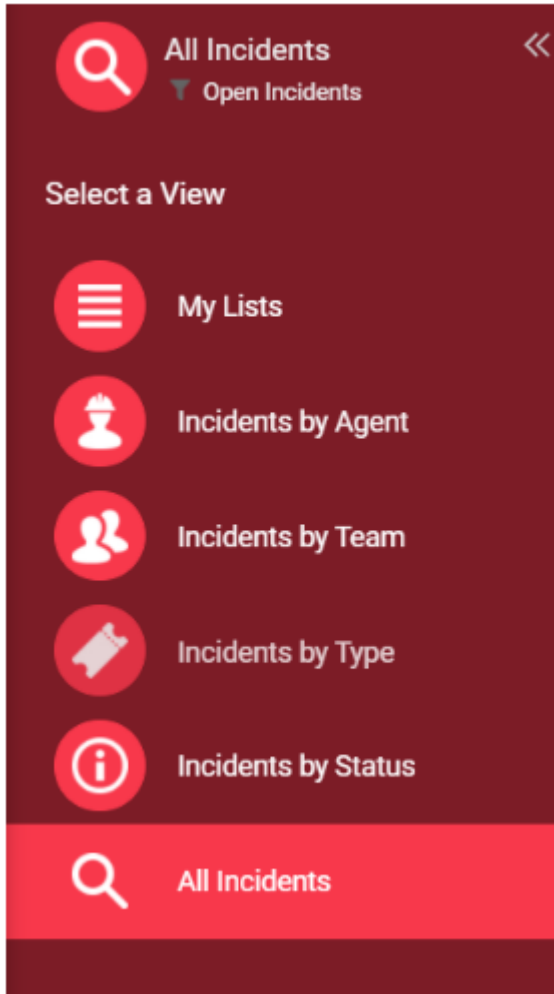 All Incidents
Open Incidents
Select a View
My Lists
Incidents by Agent
Incidents by Team
Incidents by Type
Incidents by Status
All Incidents